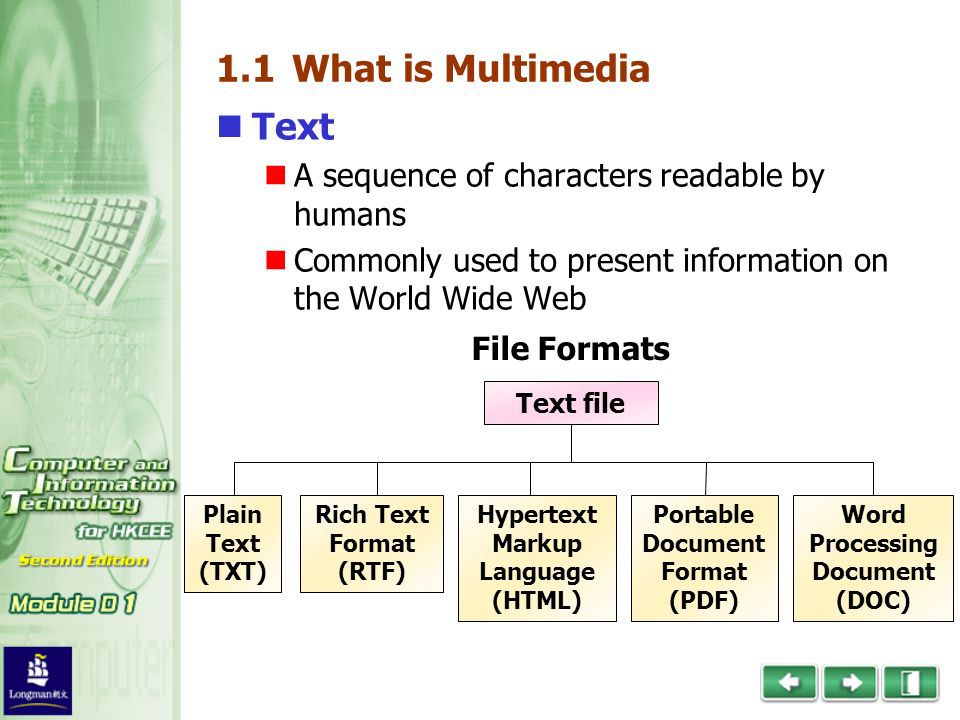 1.1 What is Multimedia
Text
A sequence of characters readable by
humans
Commonly used to present information on
the World Wide Web
File Formats
Text file
Plain
Text
(TXT)
Rich Text
Format
(RTF)
Hypertext
Markup
Language
(HTML)
Portable
Document
Format
(PDF)
Word
Processing
Document
(DOC)
Computer and
Information
Technology
for HKCEE
Second Edition
Module D 1
Computer
Longman 朗文